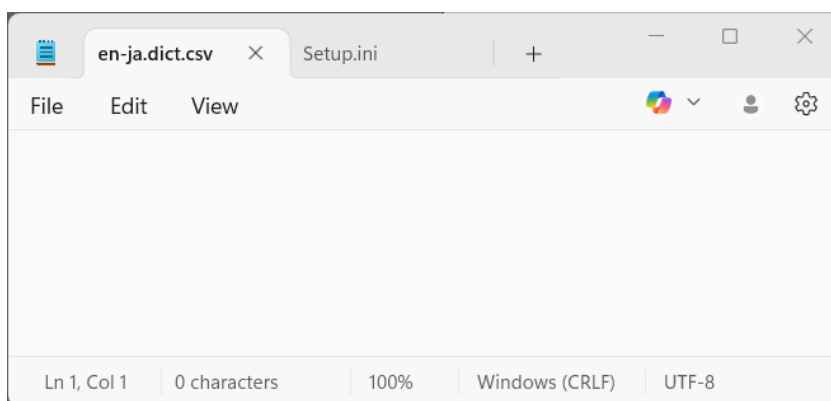 en-ja.dict.csv Setup.ini
File Edit View
Ln 1, Col 1 0 characters 100% Windows (CRLF) UTF-8